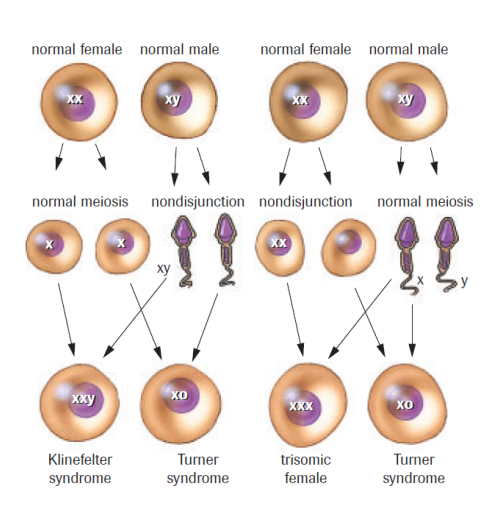 normal female normal male normal female normal male
xx xy xx xy
normal meiosis nondisjunction nondisjunction normal meiosis
x x xx
xy x y
xxy xo xxx xo
Klinefelter Turner trisomic Turner
syndrome syndrome female syndrome